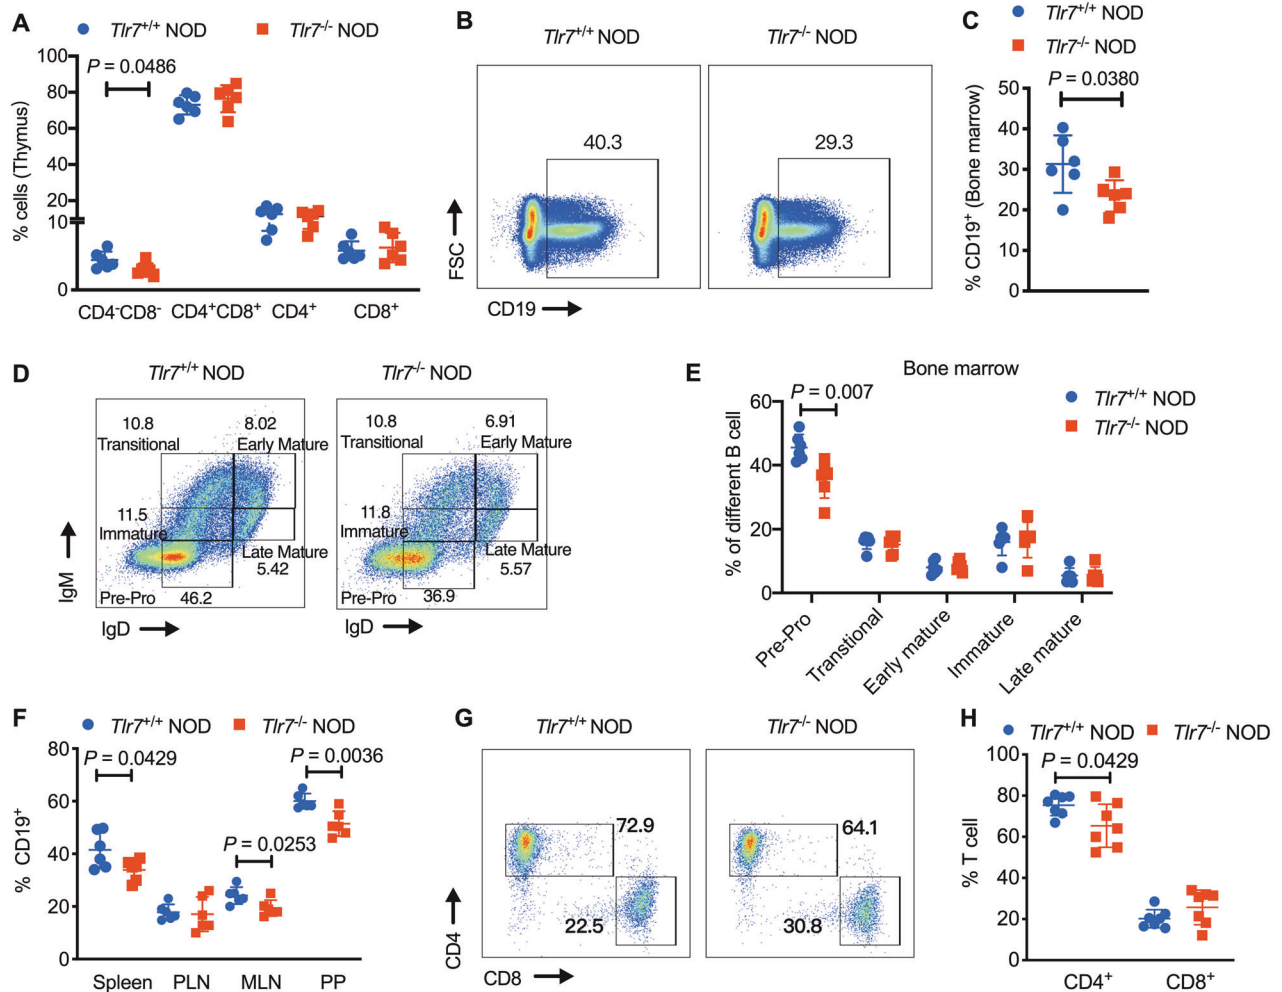 A
Tlr7+/+ NOD
Tlr7-/- NOD
P = 0.0486
% cells (Thymus)
100
80
60
40
20
10
0
CD4-CD8-
CD4+CD8+
CD4+
CD8+
B
Tlr7+/+ NOD
Tlr7-/- NOD
40.3
29.3
FSC
CD19
C
Tlr7+/+ NOD
Tlr7-/- NOD
P = 0.0380
% CD19+ (Bone marrow)
50
40
30
20
10
0
D
Tlr7+/+ NOD
Tlr7-/- NOD
10.8
Transitional
8.02
Early Mature
11.5
Immature
Late Mature
5.42
Pre-Pro
46.2
10.8
Transitional
6.91
Early Mature
11.8
Immature
Late Mature
5.57
Pre-Pro
36.9
IgM
IgD
IgD
E
Bone marrow
Tlr7+/+ NOD
Tlr7-/- NOD
P = 0.007
% of different B cell
60
40
20
0
Pre-Pro
Transtional
Early mature
Immature
Late mature
F
Tlr7+/+ NOD
Tlr7-/- NOD
P = 0.0429
P = 0.0036
P = 0.0253
% CD19+
80
60
40
20
0
Spleen
PLN
MLN
PP
G
Tlr7+/+ NOD
Tlr7-/- NOD
72.9
22.5
64.1
30.8
CD4
CD8
H
Tlr7+/+ NOD
Tlr7-/- NOD
P = 0.0429
% T cell
100
80
60
40
20
0
CD4+
CD8+